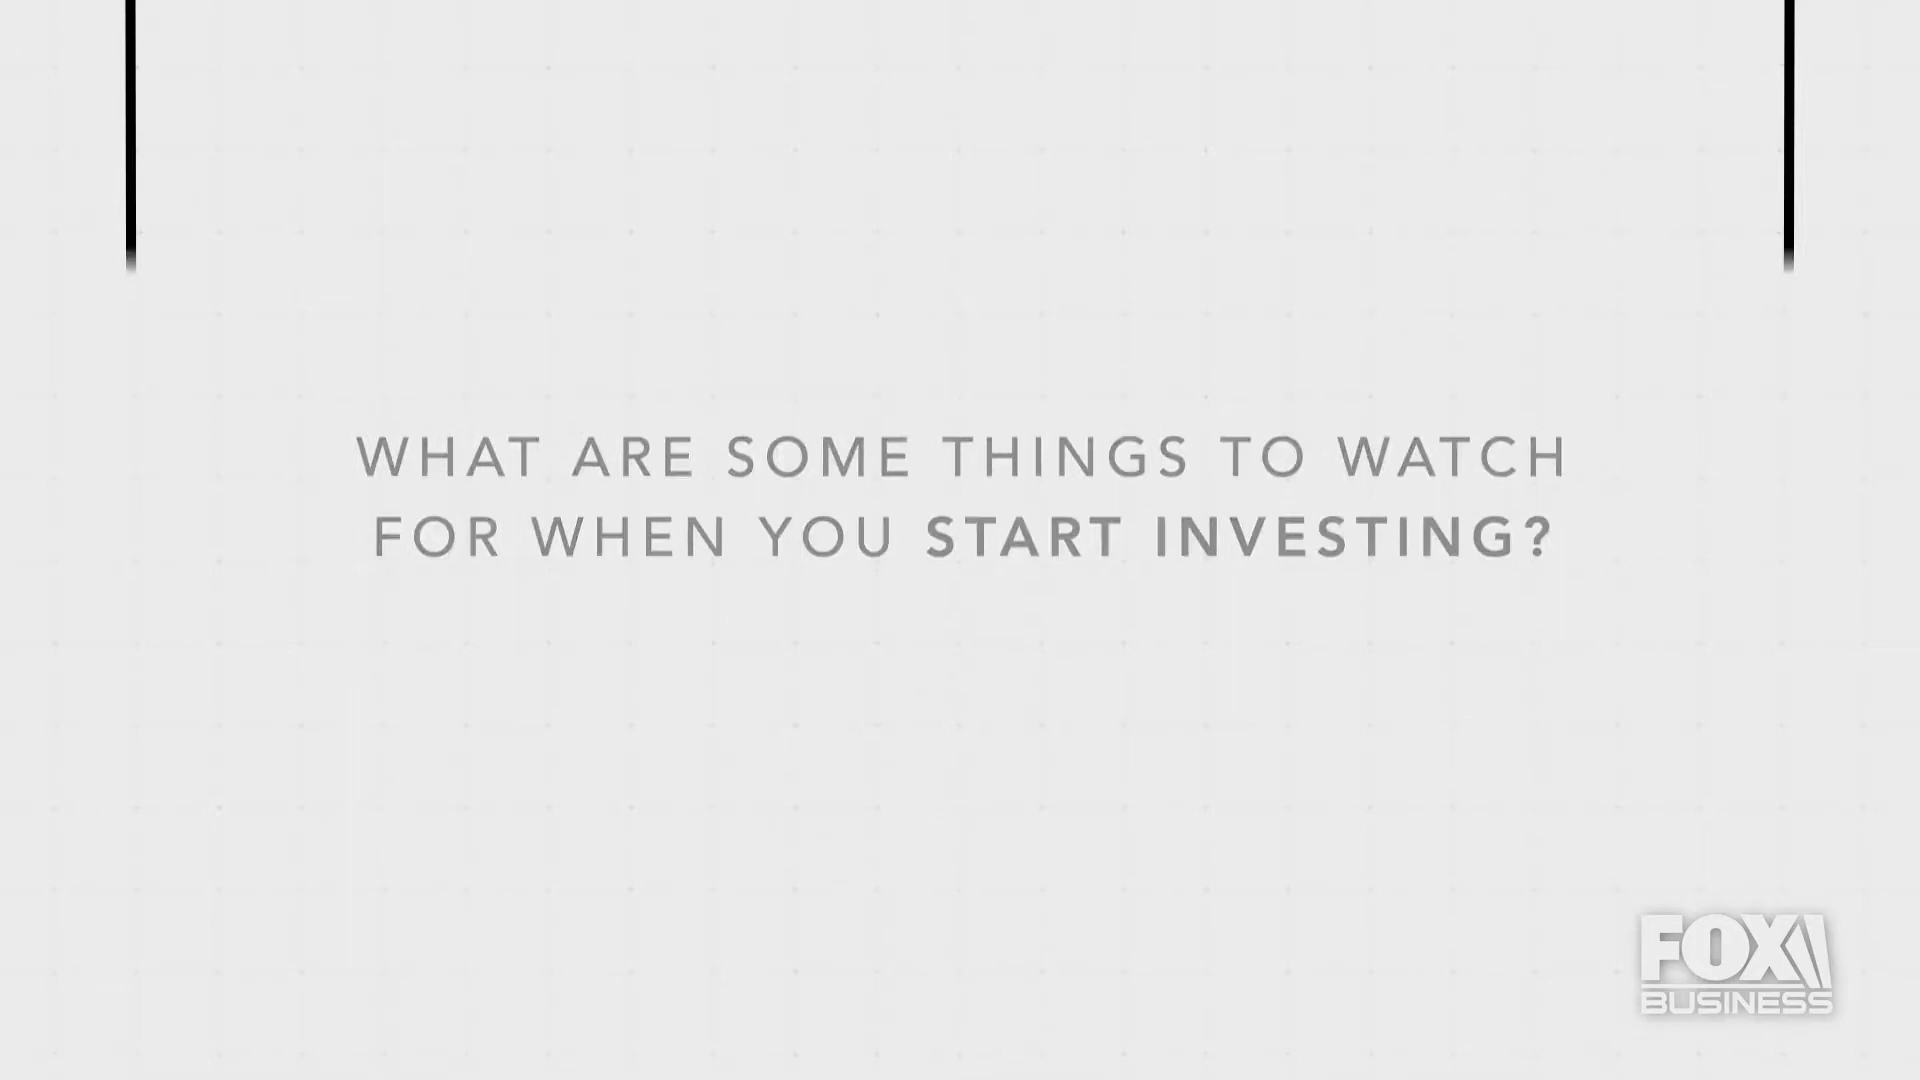 WHAT ARE SOME THINGS TO WATCH
FOR WHEN YOU START INVESTING?
FOX
BUSINESS